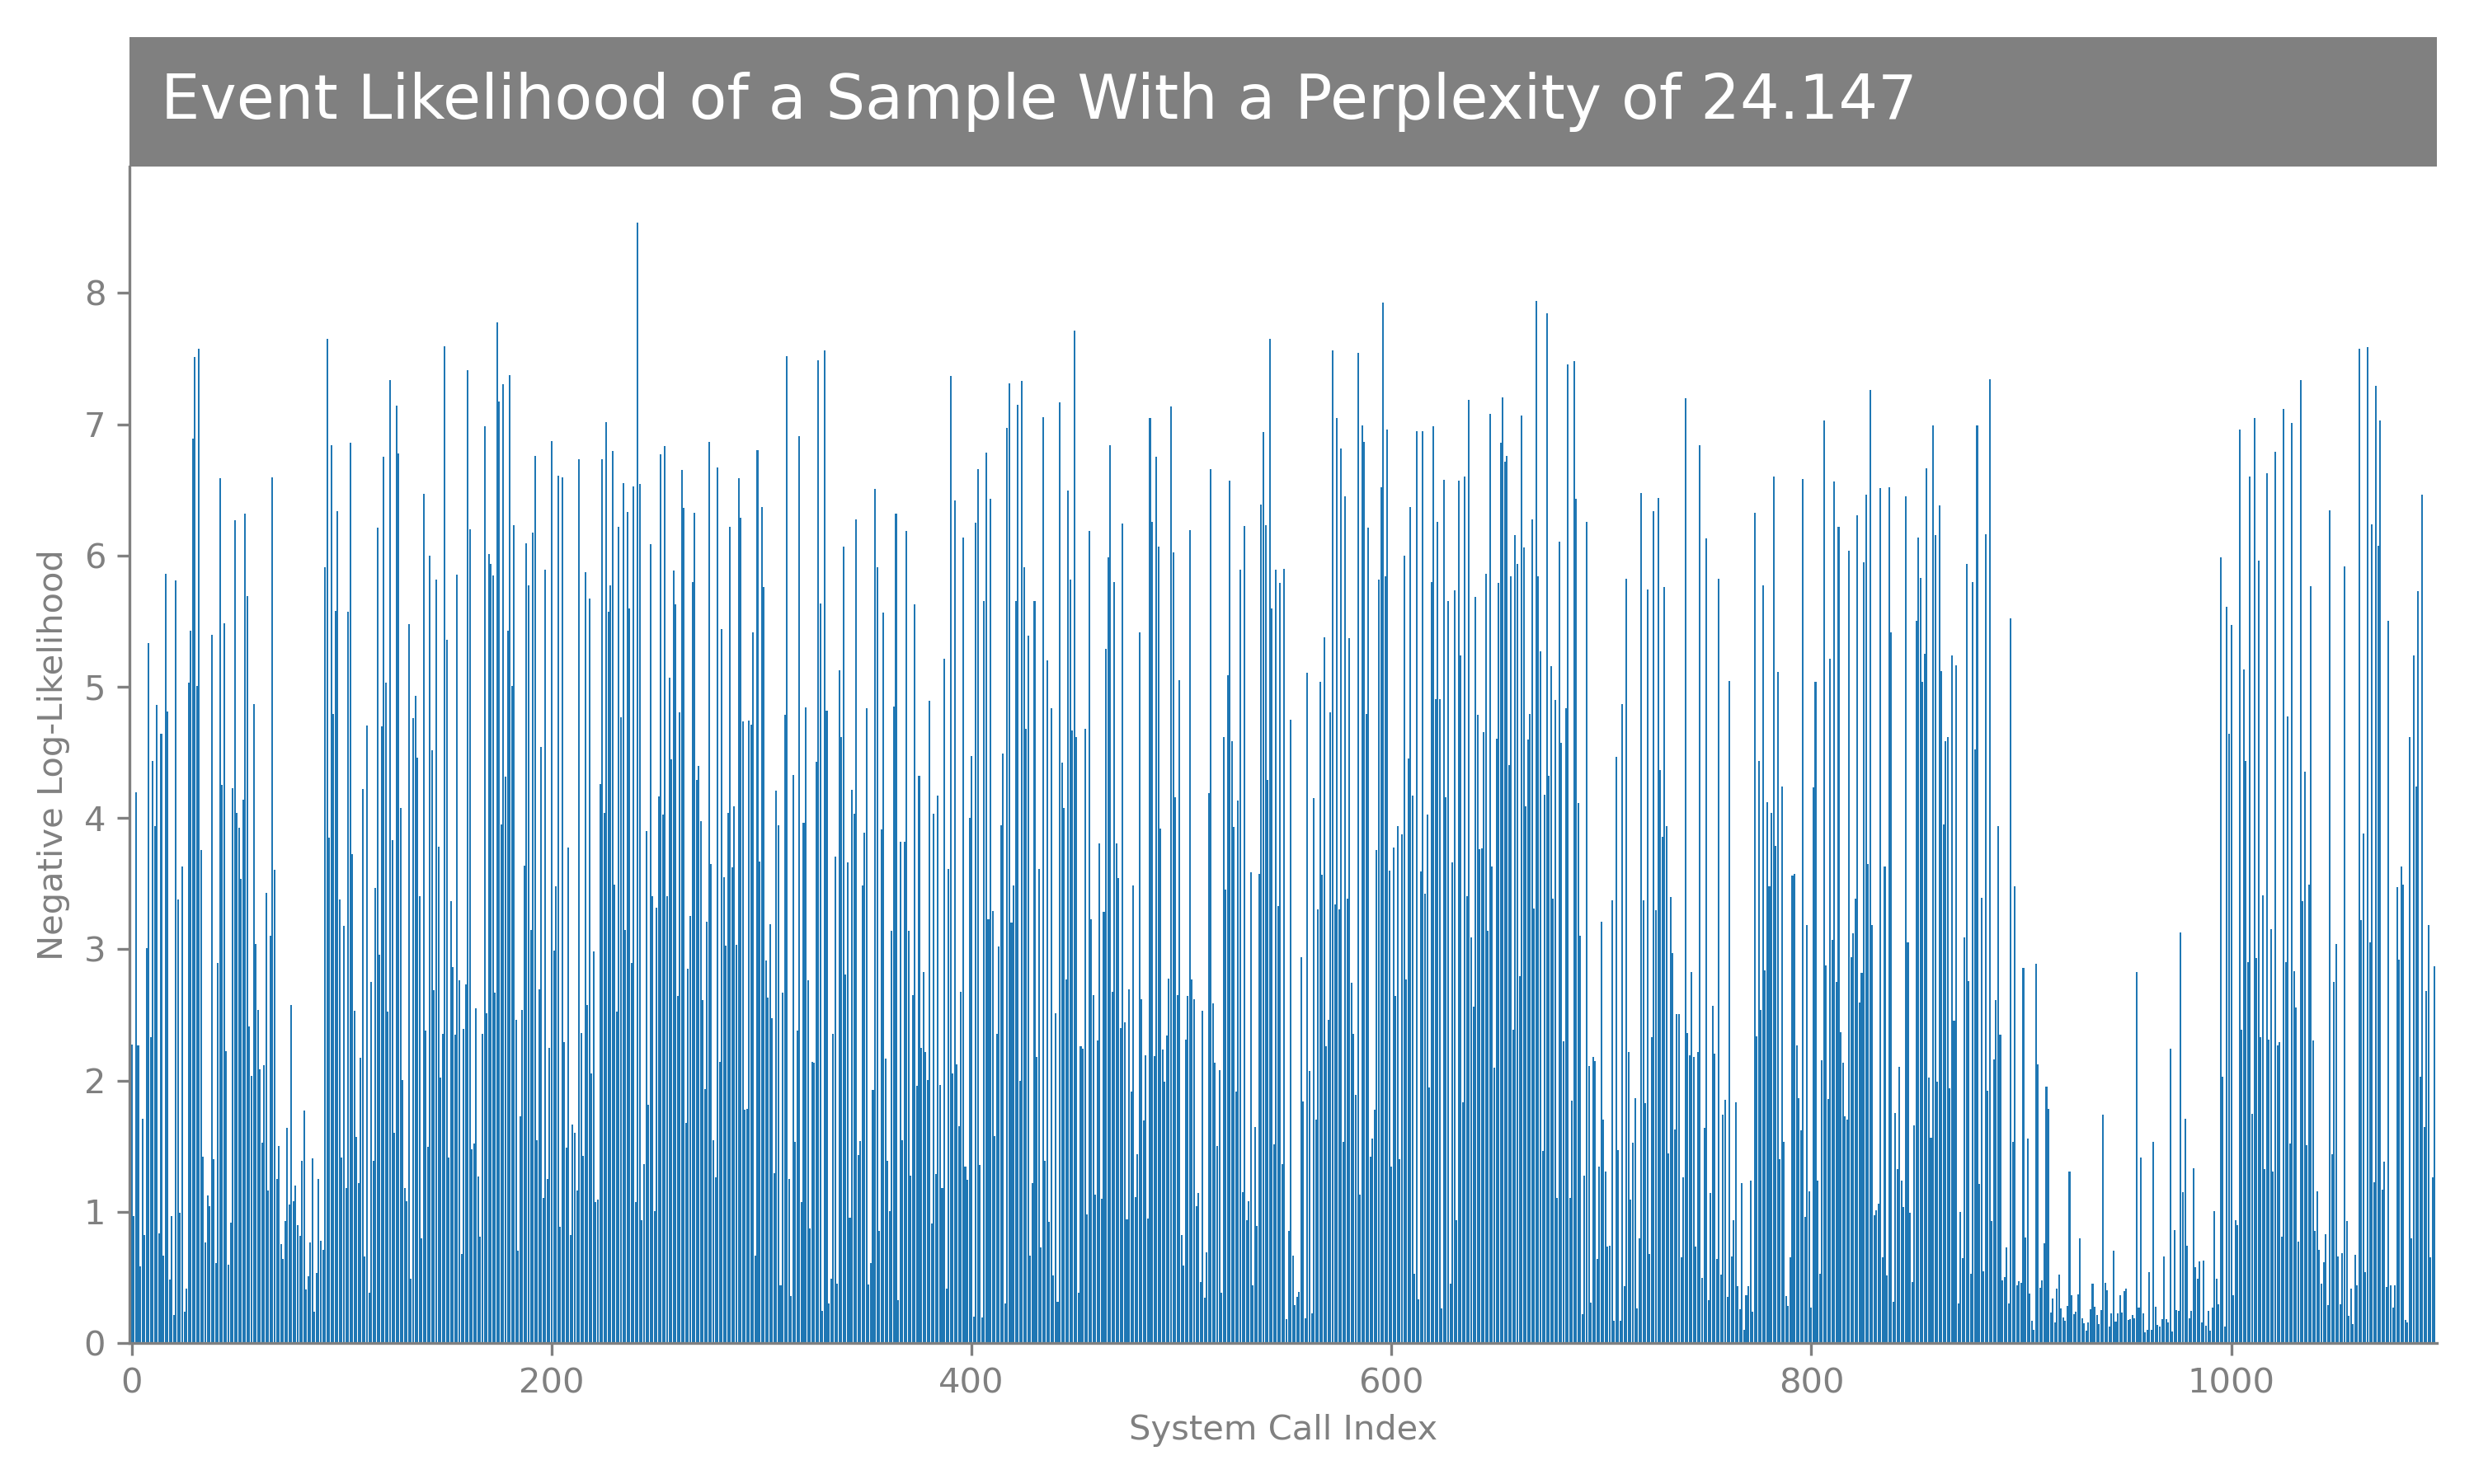 Event Likelihood of a Sample With a Perplexity of 24.147
Negative Log-Likelihood
8
7
6
5
4
3
2
1
0
0 200 400 600 800 1000
System Call Index